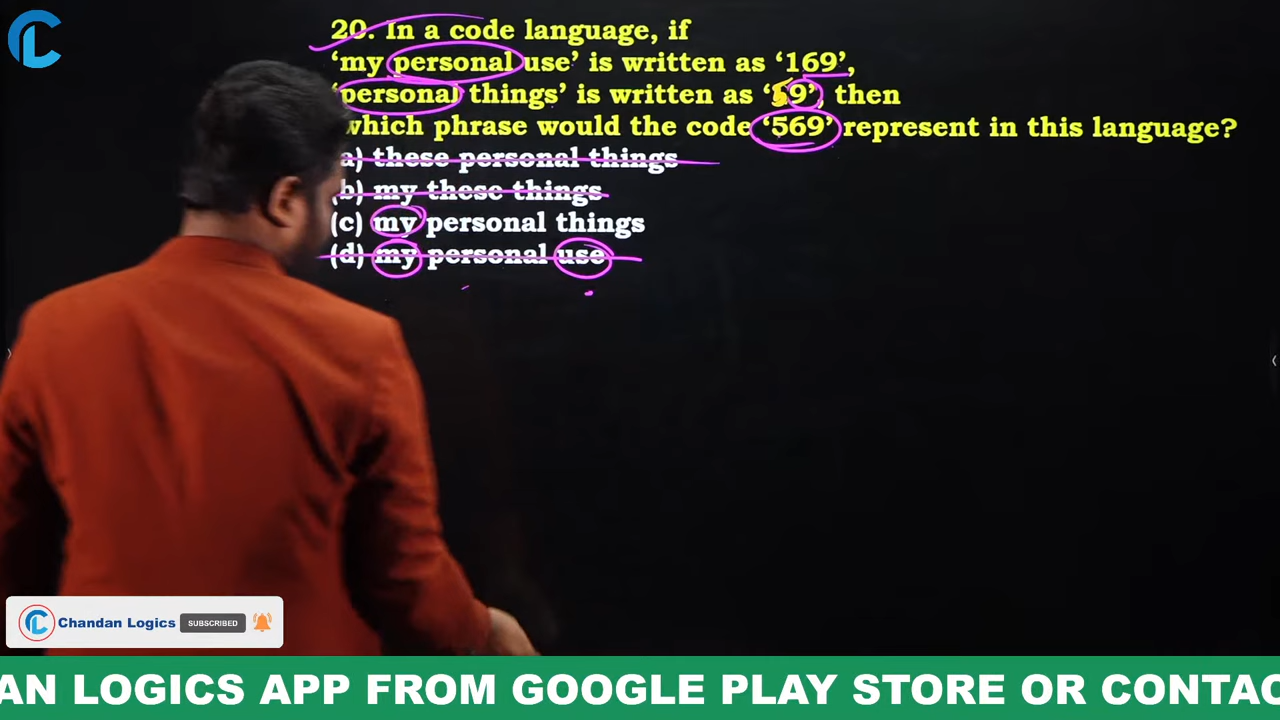 20. In a code language, if
‘my personal use’ is written as ‘169’,
‘personal things’ is written as ‘59’, then
which phrase would the code ‘569’ represent in this language?
a) these personal things
(b) my these things
(c) my personal things
(d) my personal use
Chandan Logics SUBSCRIBED
AN LOGICS APP FROM GOOGLE PLAY STORE OR CONTAC